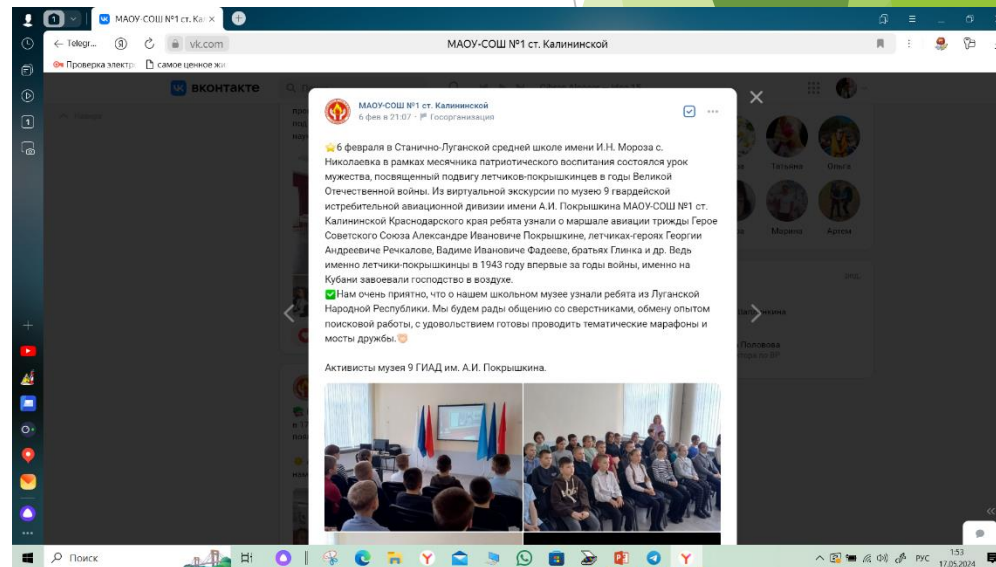 МАОУ-СОШ №1 ст. Ка
← Telegr...
vk.com
МАОУ-СОШ №1 ст. Калининской
Проверка электр
самое ценное жи
ВКОНТАКТЕ
МАОУ-СОШ №1 ст. Калининской
6 фев в 21:07 · Госорганизация
6 февраля в Станично-Луганской средней школе имени И.Н. Мороза с.
Николаевка в рамках месячника патриотического воспитания состоялся урок
мужества, посвященный подвигу летчиков-покрышкинцев в годы Великой
Отечественной войны. Из виртуальной экскурсии по музею 9 гвардейской
истребительной авиационной дивизии имени А.И. Покрышкина МАОУ-СОШ №1 ст.
Калининской Краснодарского края ребята узнали о маршале авиации трижды Герое
Советского Союза Александре Ивановиче Покрышкине, летчиках-героях Георгии
Андреевиче Речкалове, Вадиме Ивановиче Фадееве, братьях Глинка и др. Ведь
именно летчики-покрышкинцы в 1943 году впервые за годы войны, именно на
Кубани завоевали господство в воздухе.
Нам очень приятно, что о нашем школьном музее узнали ребята из Луганской
Народной Республики. Мы будем рады общению со сверстниками, обмену опытом
поисковой работы, с удовольствием готовы проводить тематические марафоны и
мосты дружбы.
Активисты музея 9 ГИАД им. А.И. Покрышкина.
Татьяна
Ольга
Марина
Артем
Поиск
РУС
1:53
17.05.2024